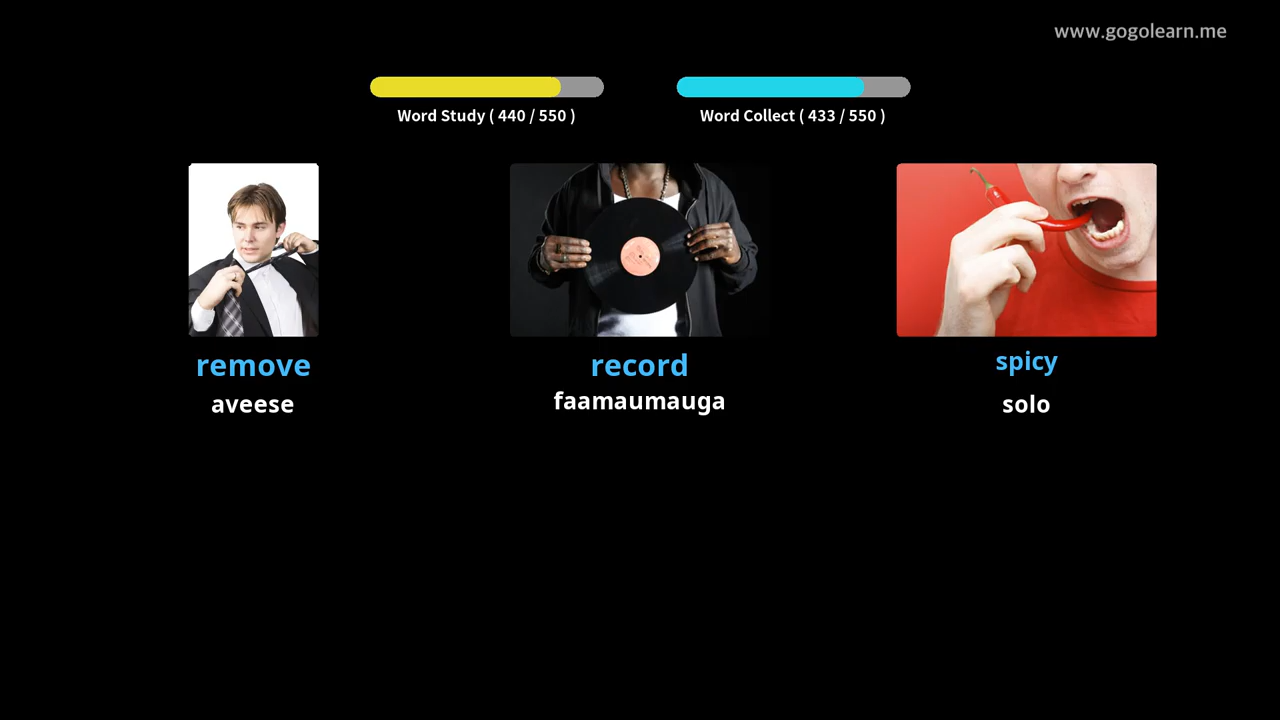 www.gogolearn.me
Word Study ( 440 / 550 )
Word Collect ( 433 / 550 )
remove
aveese
record
faamaumauga
spicy
solo